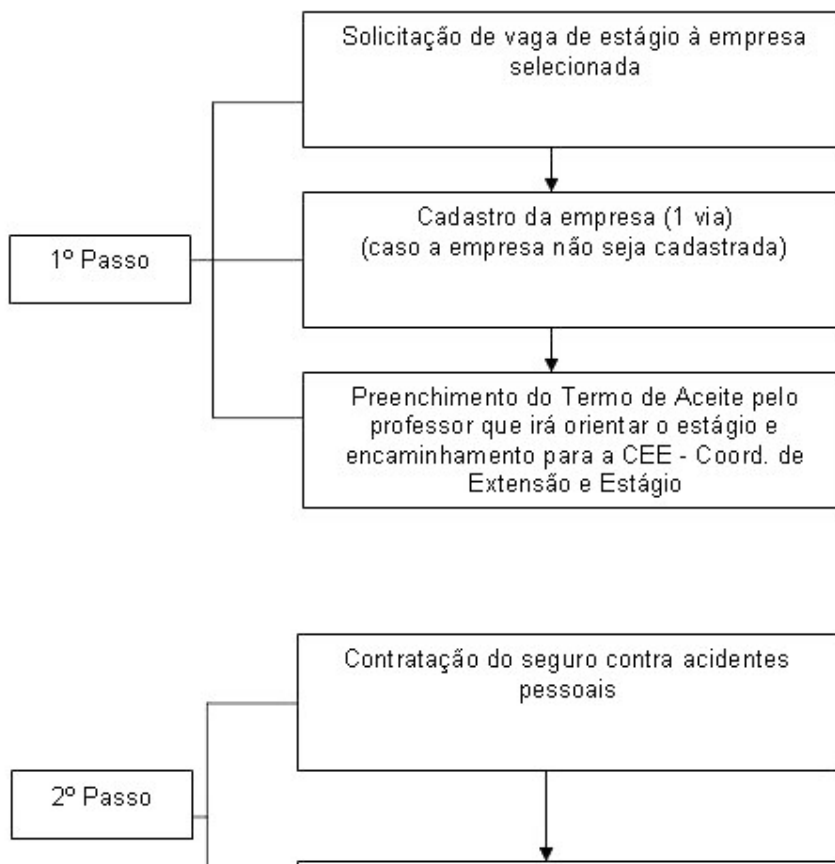 Solicitação de vaga de estágio à empresa
selecionada
Cadastro da empresa (1 via)
(caso a empresa não seja cadastrada)
1º Passo
Preenchimento do Termo de Aceite pelo
professor que irá orientar o estágio e
encaminhamento para a CEE - Coord. de
Extensão e Estágio
Contratação do seguro contra acidentes
pessoais
2º Passo